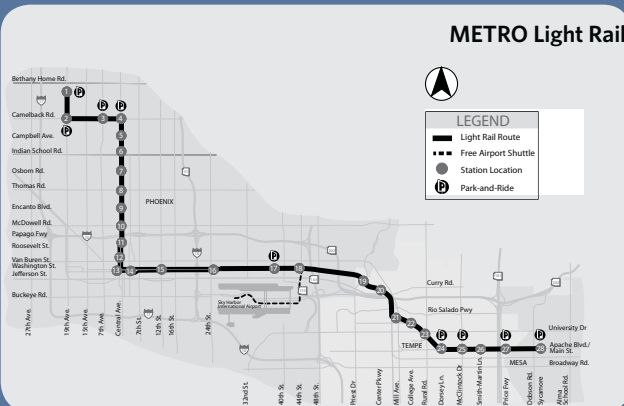 METRO Light Rail
LEGEND
Light Rail Route
Free Airport Shuttle
Station Location
P Park-and-Ride
Bethany Home Rd.
Camelback Rd.
Campbell Ave.
Indian School Rd.
Osborn Rd.
Thomas Rd.
Encanto Blvd.
McDowell Rd.
Papago Fwy
Roosevelt St.
Van Buren St.
Washington St.
Jefferson St.
Buckeye Rd.
PHOENIX
1 P
2 3 4
P P P
5
6
7
8
9
10
11
12
13 14 15 16 17 18
P
19
20
21
22
23
24 25 26 27 28
P P P P
Sky Harbor
International Airport
Curry Rd.
Rio Salado Pwy
University Dr
Apache Blvd./
Main St.
Broadway Rd.
TEMPE
MESA
27th Ave.
19th Ave.
15th Ave.
7th Ave.
Central Ave.
7th St.
12th St.
16th St.
24th St.
32nd St.
40th St.
44th St.
48th St.
Priest Dr
Center Pkwy
Mill Ave.
College Ave.
Rural Rd.
Dorsey Ln.
McClintock Dr.
Smith-Martin Ln.
Price Fwy
Dobson Rd.
Sycamore
Alma
School Rd.